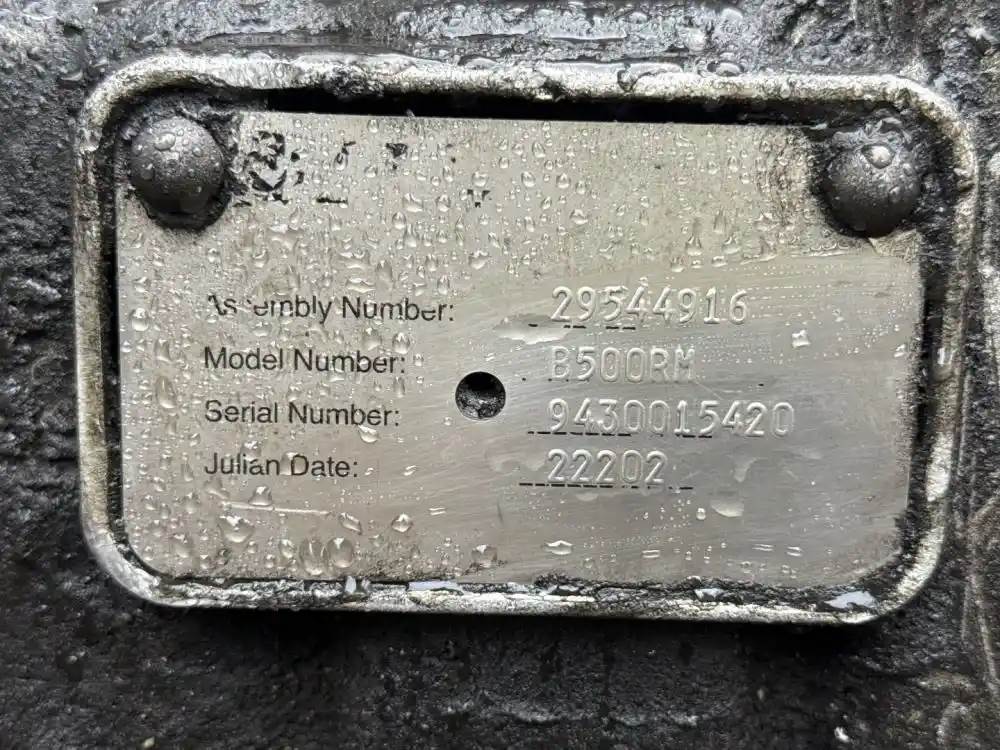 Assembly Number: 29544916
Model Number: B500RM
Serial Number: 9430015420
Julian Date: 22202